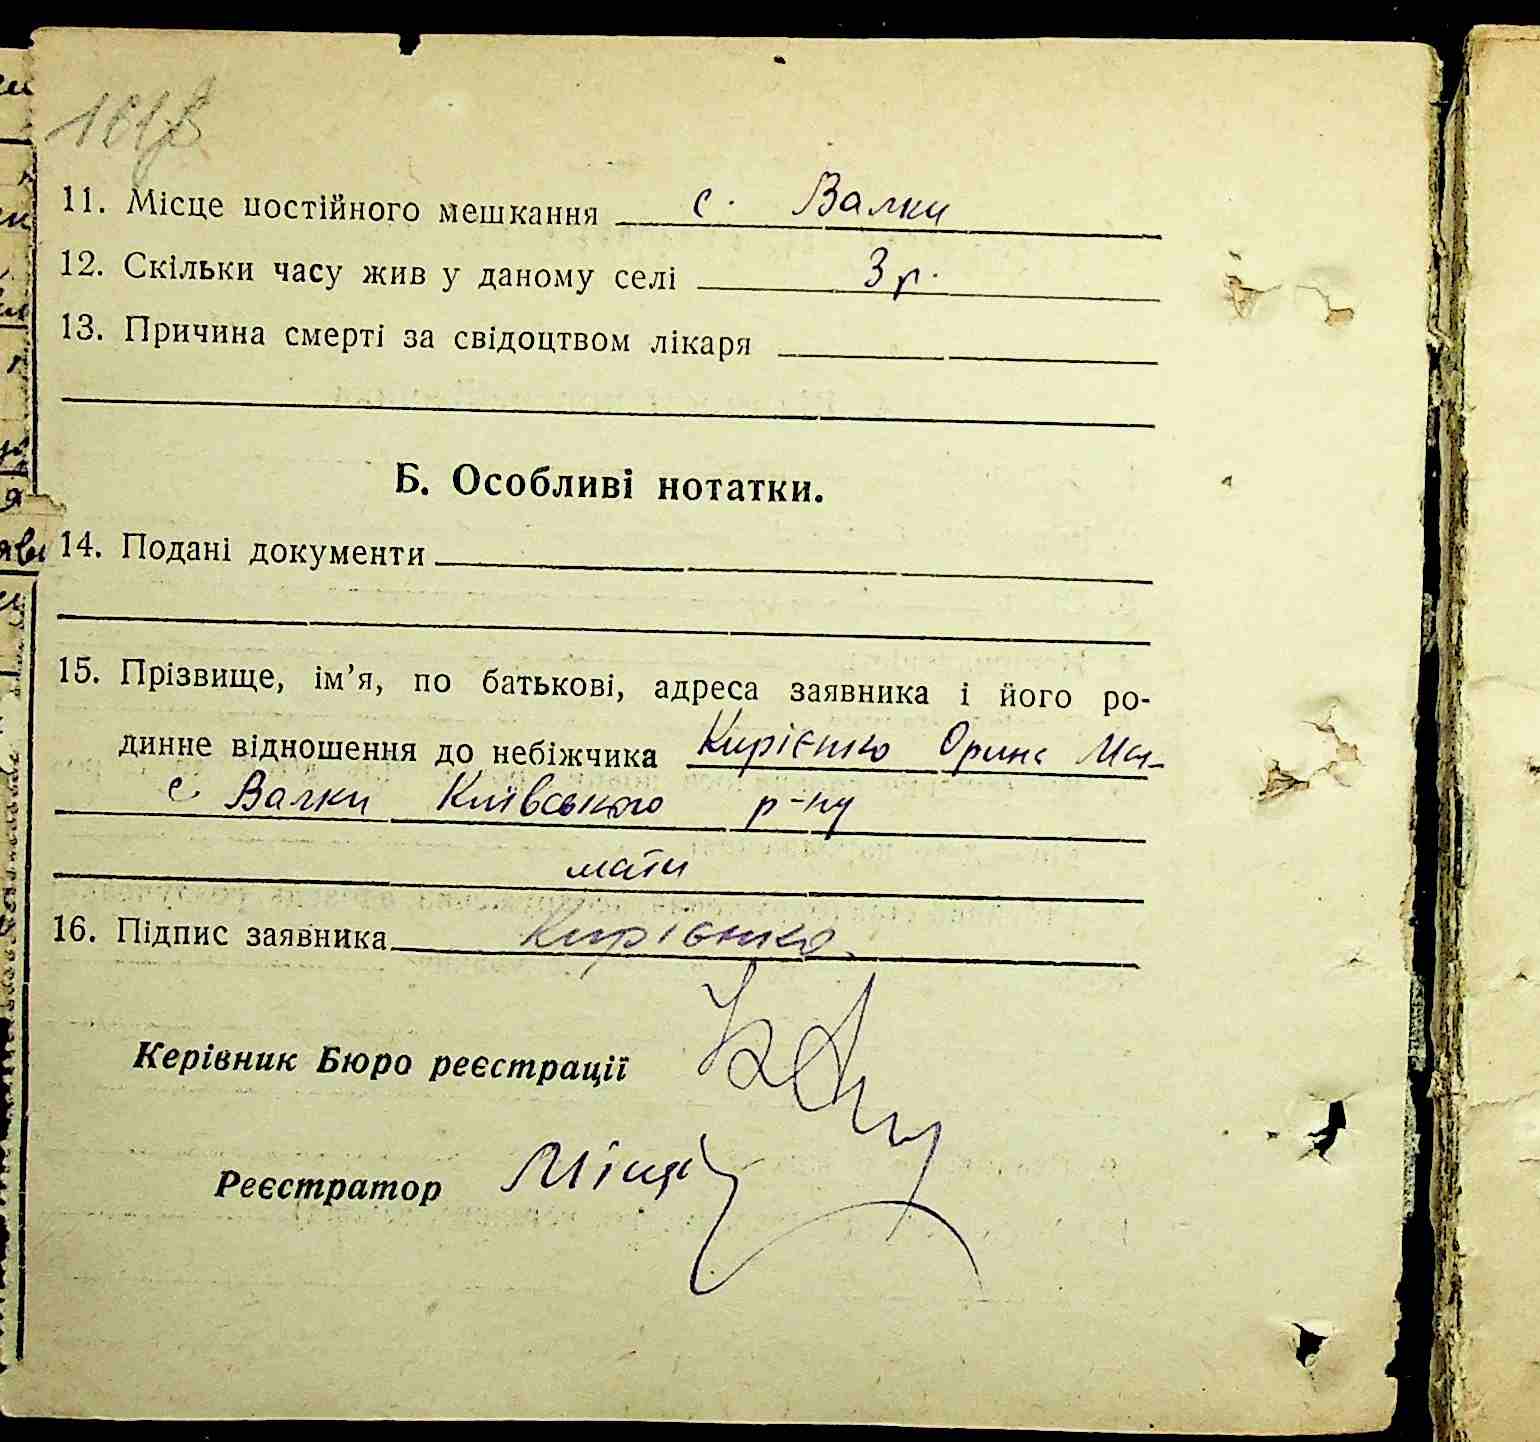 11. Місце постійного мешкання с. Валки
12. Скільки часу жив у даному селі 3 р.
13. Причина смерті за свідоцтвом лікаря
Б. Особливі нотатки.
14. Подані документи
15. Прізвище, ім’я, по батькові, адреса заявника і його ро-
динне відношення до небіжчика Кирієнко Орина
с Валки Київського р-ну
мати
16. Підпис заявника Кирієнко
Керівник Бюро реєстрації
Реєстратор